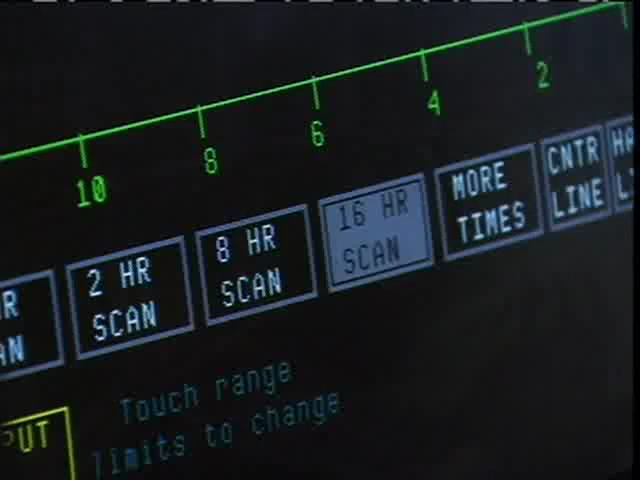 10 8 6 4 2
2 HR
SCAN
8 HR
SCAN
16 HR
SCAN
MORE
TIMES
CNTR
LINE
Touch range
limits to change